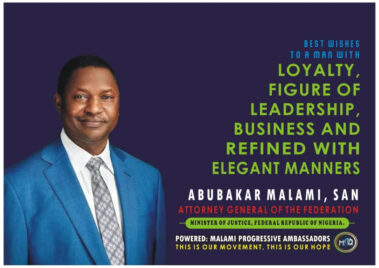 BEST WISHES
TO A MAN WITH
LOYALTY,
FIGURE OF
LEADERSHIP,
BUSINESS AND
REFINED WITH
ELEGANT MANNERS
ABUBAKAR MALAMI, SAN
ATTORNEY GENERAL OF THE FEDERATION
MINISTER OF JUSTICE, FEDERAL REPUBLIC OF NIGERIA.
POWERED: MALAMI PROGRESSIVE AMBASSADORS
THIS IS OUR MOVEMENT, THIS IS OUR HOPE